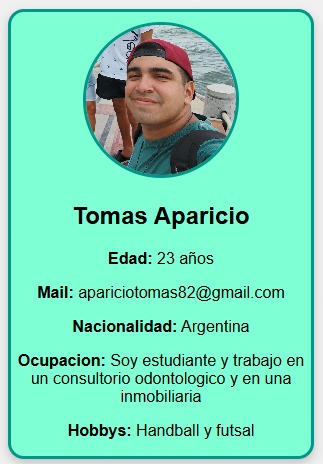 Tomas Aparicio
Edad: 23 años
Mail: apariciotomas82@gmail.com
Nacionalidad: Argentina
Ocupacion: Soy estudiante y trabajo en
un consultorio odontologico y en una
inmobiliaria
Hobbys: Handball y futsal